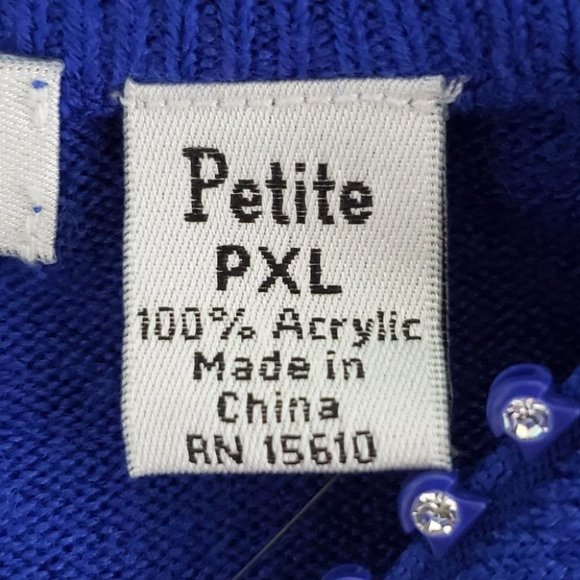 Petite
PXL
100% Acrylic
Made in
China
RN 15610